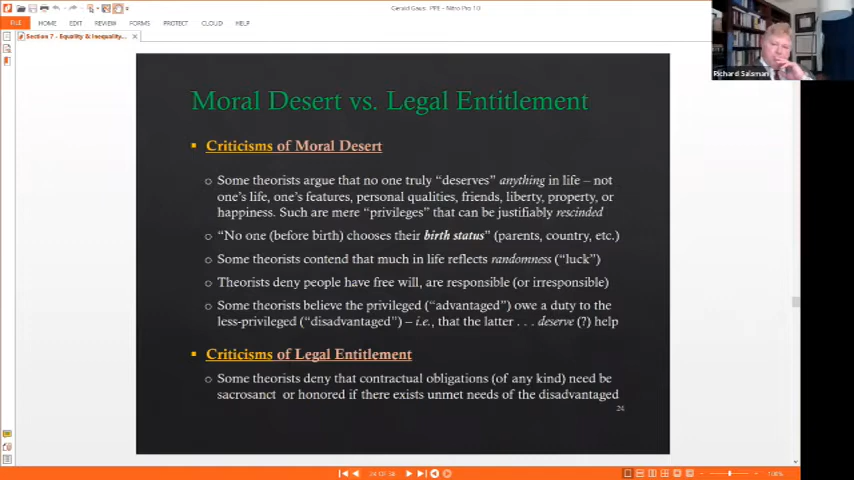 Gerald Gaus: PPE - Nitro Pro 10
FILE HOME EDIT REVIEW FORMS PROTECT CLOUD HELP
Section 7 - Equality & Inequality...
Richard Salsman
Moral Desert vs. Legal Entitlement
Criticisms of Moral Desert
Some theorists argue that no one truly “deserves” anything in life – not
one’s life, one’s features, personal qualities, friends, liberty, property, or
happiness. Such are mere “privileges” that can be justifiably rescinded
“No one (before birth) chooses their birth status” (parents, country, etc.)
Some theorists contend that much in life reflects randomness (“luck”)
Theorists deny people have free will, are responsible (or irresponsible)
Some theorists believe the privileged (“advantaged”) owe a duty to the
less-privileged (“disadvantaged”) – i.e., that the latter . . . deserve (?) help
Criticisms of Legal Entitlement
Some theorists deny that contractual obligations (of any kind) need be
sacrosanct or honored if there exists unmet needs of the disadvantaged
24